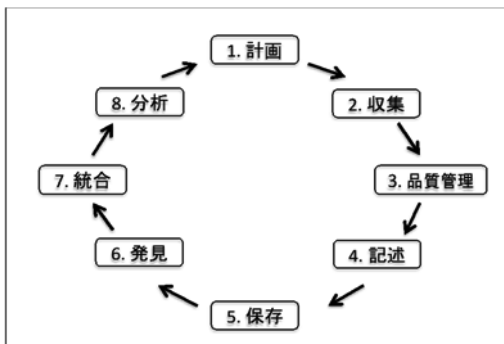 1. 計画
2. 収集
3. 品質管理
4. 記述
5. 保存
6. 発見
7. 統合
8. 分析